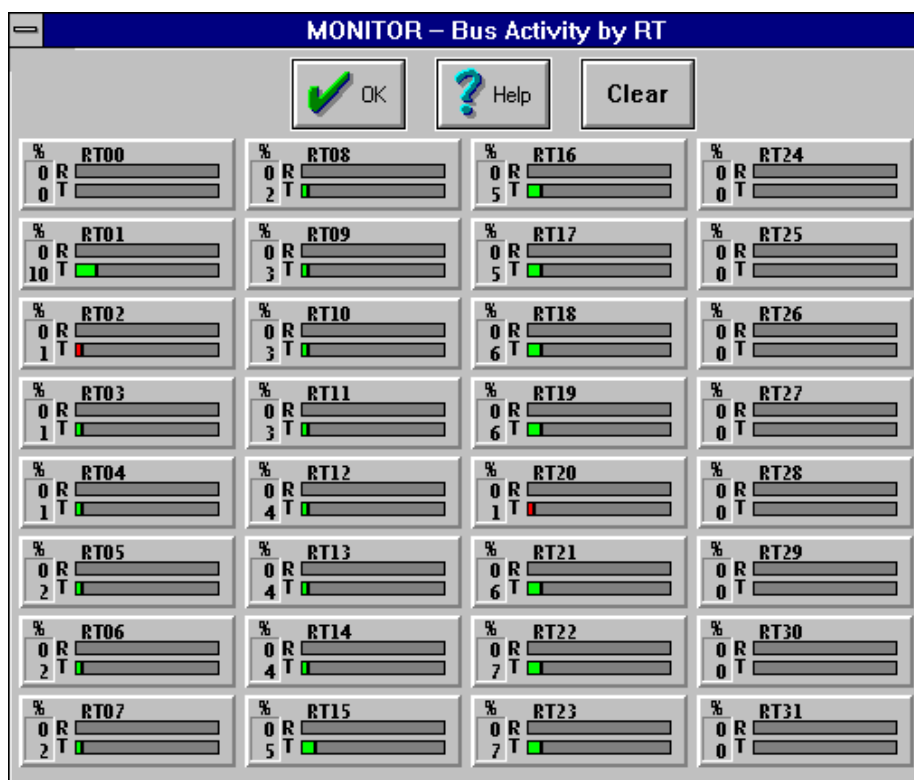 MONITOR – Bus Activity by RT
OK Help Clear
% RT00
0 R
0 T
% RT08
0 R
2 T
% RT16
0 R
5 T
% RT24
0 R
0 T
% RT01
0 R
10 T
% RT09
0 R
3 T
% RT17
0 R
5 T
% RT25
0 R
0 T
% RT02
0 R
1 T
% RT10
0 R
3 T
% RT18
0 R
6 T
% RT26
0 R
0 T
% RT03
0 R
1 T
% RT11
0 R
3 T
% RT19
0 R
6 T
% RT27
0 R
0 T
% RT04
0 R
1 T
% RT12
0 R
4 T
% RT20
0 R
1 T
% RT28
0 R
0 T
% RT05
0 R
2 T
% RT13
0 R
4 T
% RT21
0 R
6 T
% RT29
0 R
0 T
% RT06
0 R
2 T
% RT14
0 R
4 T
% RT22
0 R
7 T
% RT30
0 R
0 T
% RT07
0 R
2 T
% RT15
0 R
5 T
% RT23
0 R
7 T
% RT31
0 R
0 T